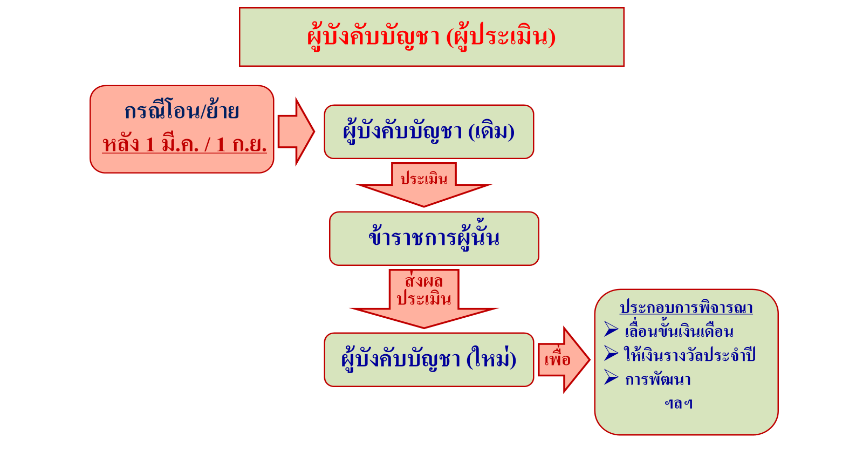 ผู้บังคับบัญชา (ผู้ประเมิน)
กรณีโอน/ย้าย
หลัง 1 มี.ค. / 1 ก.ย.
ผู้บังคับบัญชา (เดิม)
ประเมิน
ข้าราชการผู้นั้น
ส่งผล
ประเมิน
ผู้บังคับบัญชา (ใหม่)
เพื่อ
ประกอบการพิจารณา
➢ เลื่อนขั้นเงินเดือน
➢ ให้เงินรางวัลประจำปี
➢ การพัฒนา
ฯลฯ